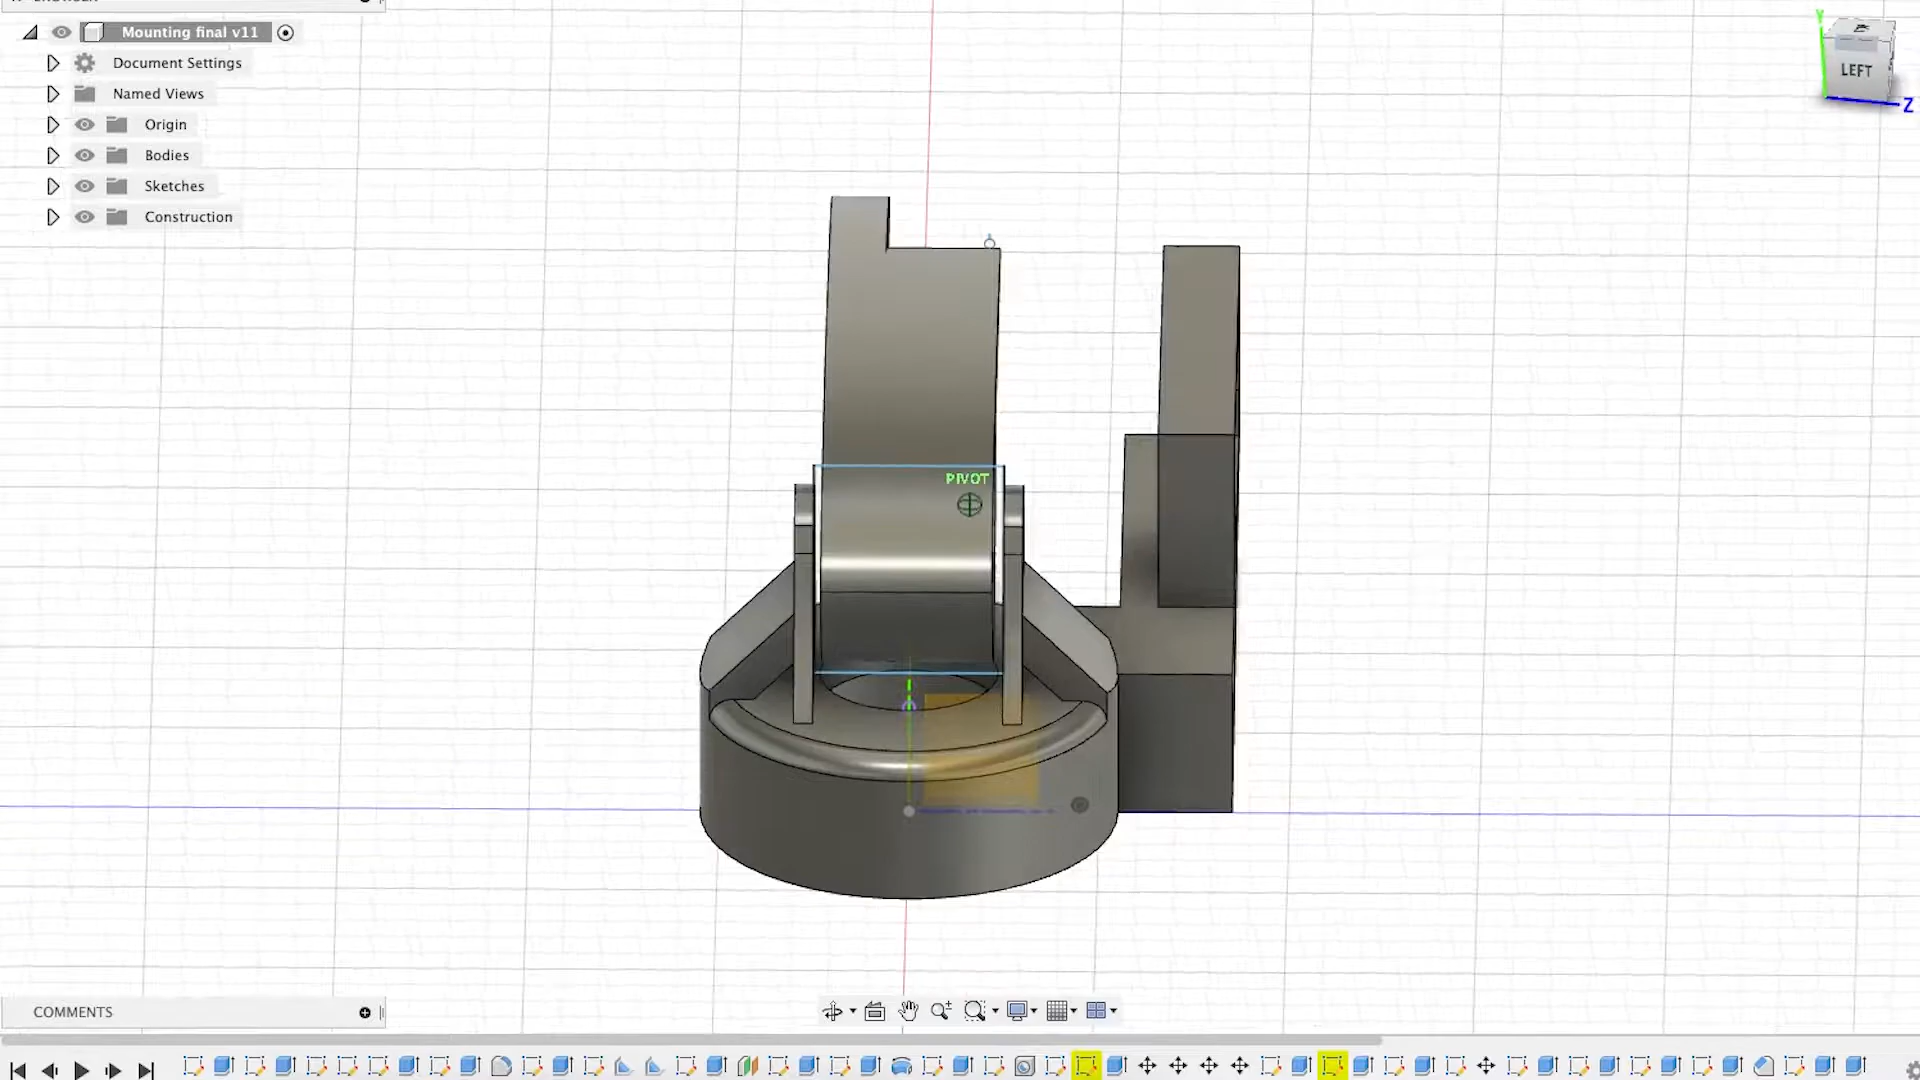 Mounting final v11
Document Settings
Named Views
Origin
Bodies
Sketches
Construction
Y
LEFT
Z
PIVOT
COMMENTS